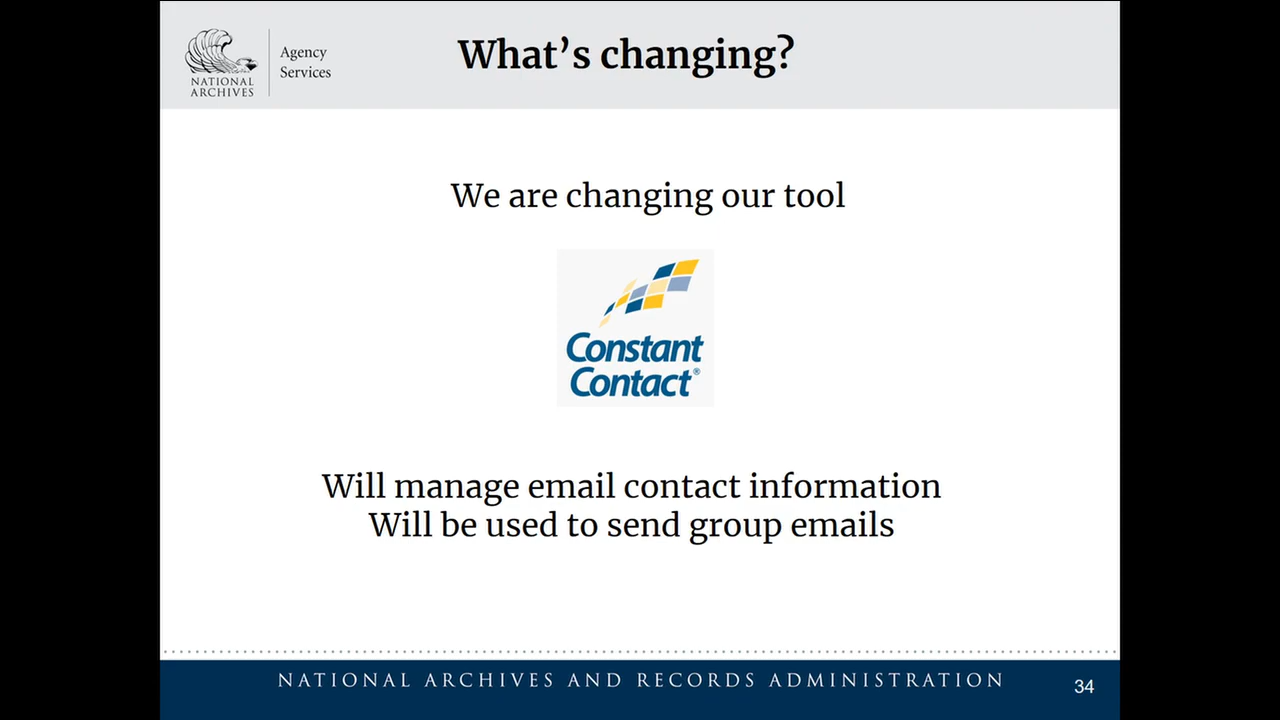 NATIONAL
ARCHIVES
Agency
Services
What's changing?
We are changing our tool
Constant
Contact®
Will manage email contact information
Will be used to send group emails
NATIONAL ARCHIVES AND RECORDS ADMINISTRATION
34